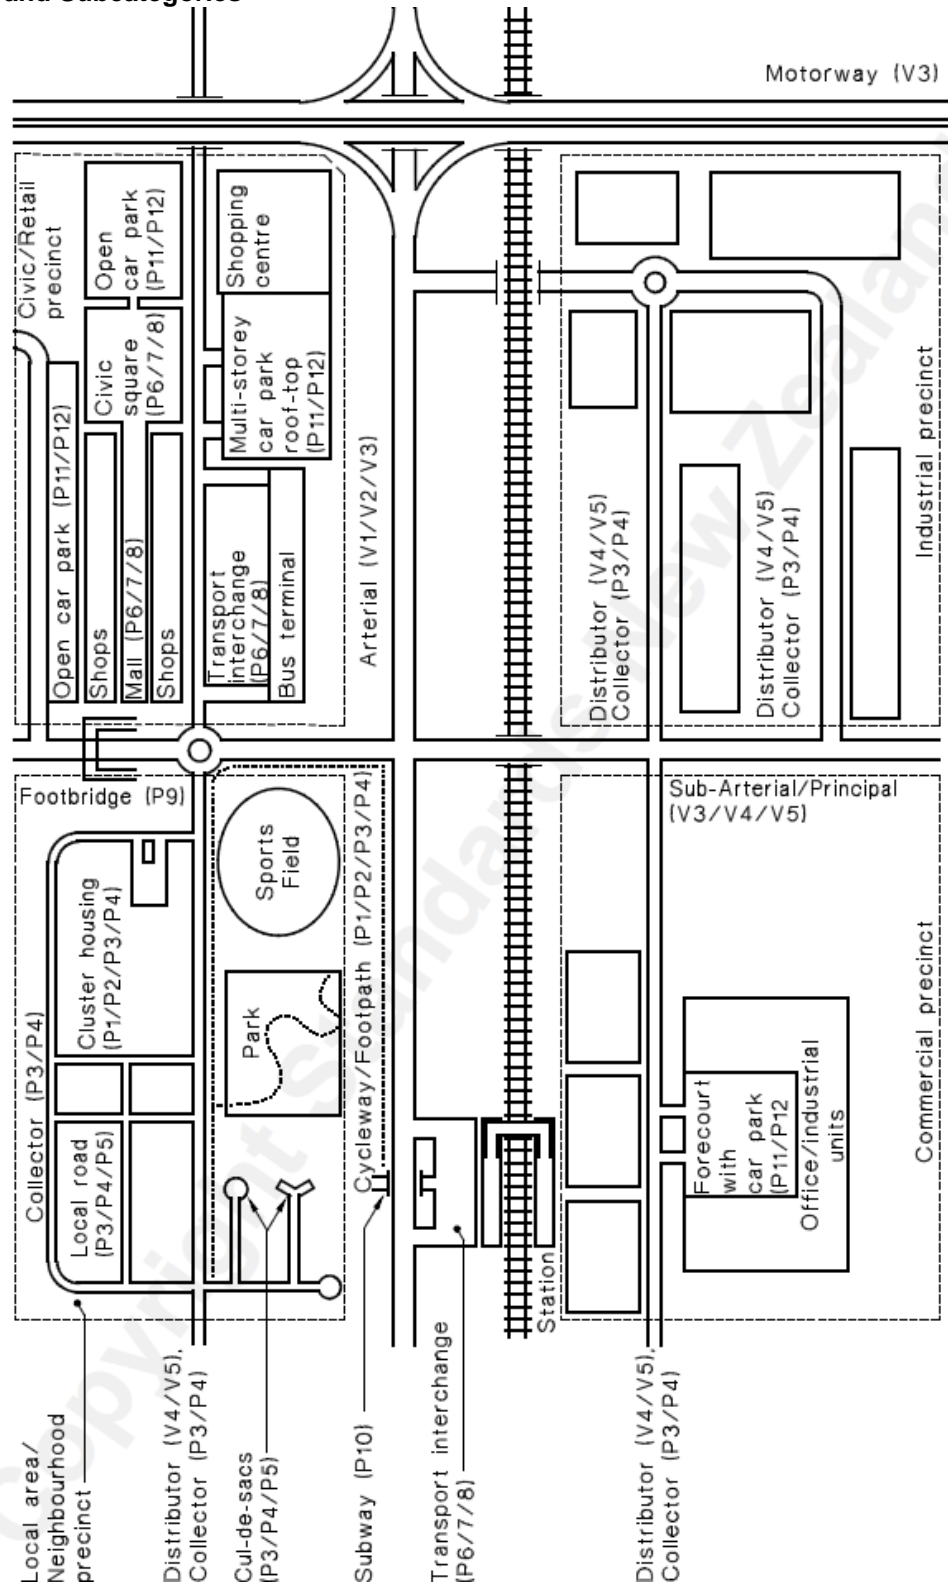 and Subcategories
Motorway (V3)
Civic/Retail
precinct
Open
car park
(P11/P12)
Shopping
centre
Civic
square
(P6/7/8)
Multi-storey
car park
roof-top
(P11/P12)
Open car park (P11/P12)
Shops
Mall (P6/7/8)
Shops
Transport
interchange
(P6/7/8)
Bus terminal
Arterial (V1/V2/V3)
Distributor (V4/V5)
Collector (P3/P4)
Distributor (V4/V5)
Collector (P3/P4)
Industrial precinct
Footbridge (P9)
Sub-Arterial/Principal
(V3/V4/V5)
Sports
Field
Cluster housing
(P1/P2/P3/P4)
Park
Cycleway/Footpath (P1/P2/P3/P4)
Collector (P3/P4)
Local road
(P3/P4/P5)
Forecourt
with
car park
(P11/P12
Office/industrial
units
Commercial precinct
Station
Local area/
Neighbourhood
precinct
Distributor (V4/V5),
Collector (P3/P4)
Cul-de-sacs
(P3/P4/P5)
Subway (P10)
Transport interchange
(P6/7/8)
Distributor (V4/V5),
Collector (P3/P4)
Copyright Standards New Zealand